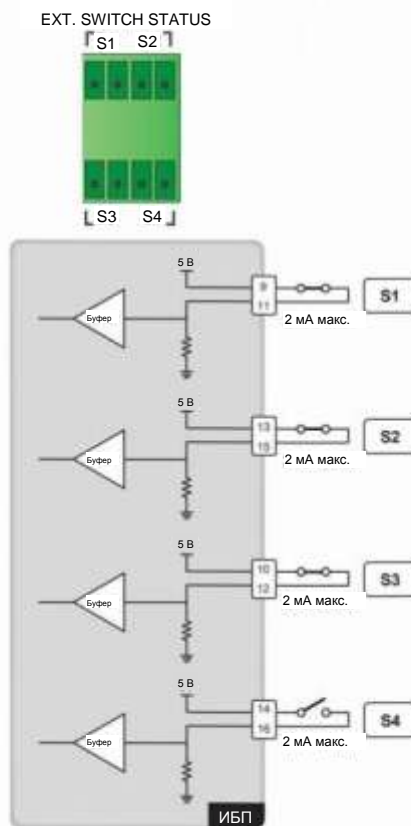 EXT. SWITCH STATUS
S1 S2
S3 S4
5 В
Буфер
9
11
2 мА макс.
S1
5 В
Буфер
13
15
2 мА макс.
S2
5 В
Буфер
10
12
2 мА макс.
S3
5 В
Буфер
14
16
2 мА макс.
S4
ИБП